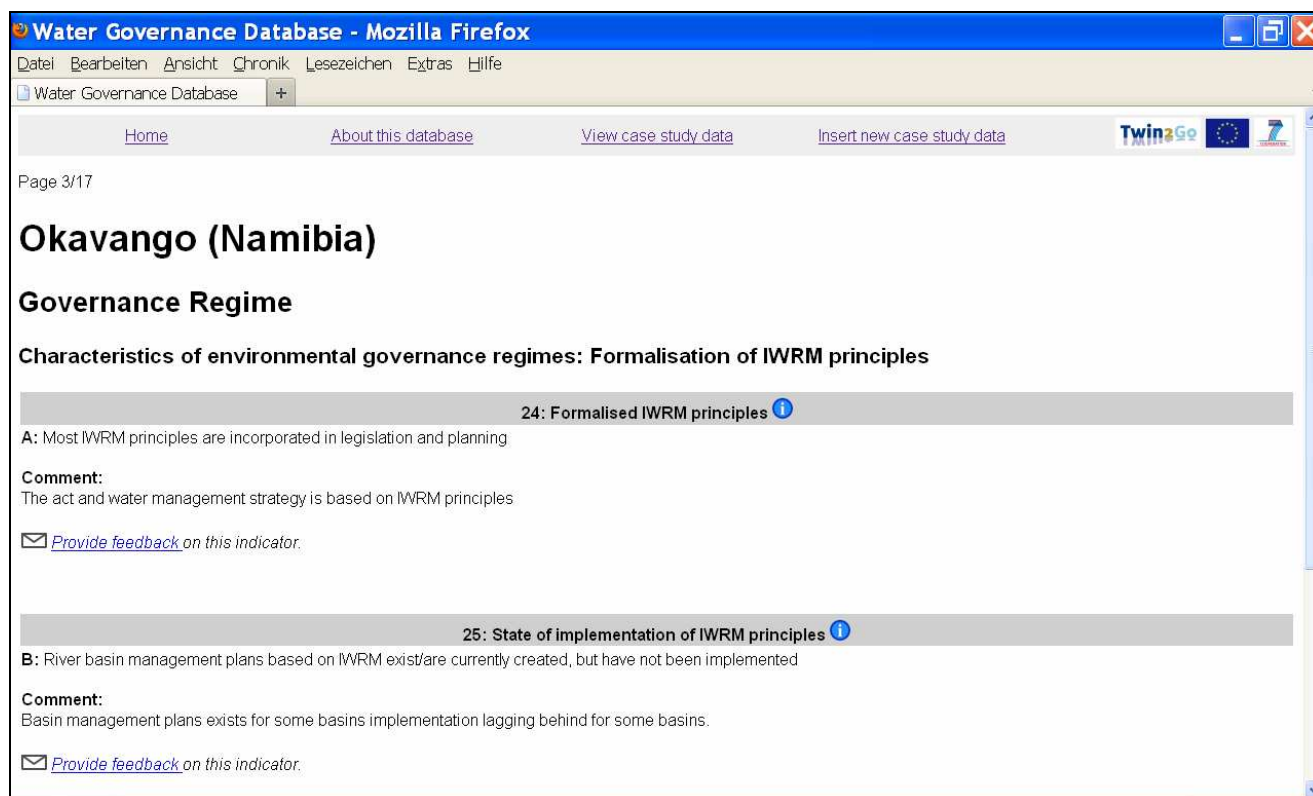 Water Governance Database - Mozilla Firefox
Datei Bearbeiten Ansicht Chronik Lesezeichen Extras Hilfe
Water Governance Database +
Home About this database View case study data Insert new case study data Twin2Go
Page 3/17
Okavango (Namibia)
Governance Regime
Characteristics of environmental governance regimes: Formalisation of IWRM principles
24: Formalised IWRM principles
A: Most IWRM principles are incorporated in legislation and planning
Comment:
The act and water management strategy is based on IWRM principles
Provide feedback on this indicator.
25: State of implementation of IWRM principles
B: River basin management plans based on IWRM exist/are currently created, but have not been implemented
Comment:
Basin management plans exists for some basins implementation lagging behind for some basins.
Provide feedback on this indicator.